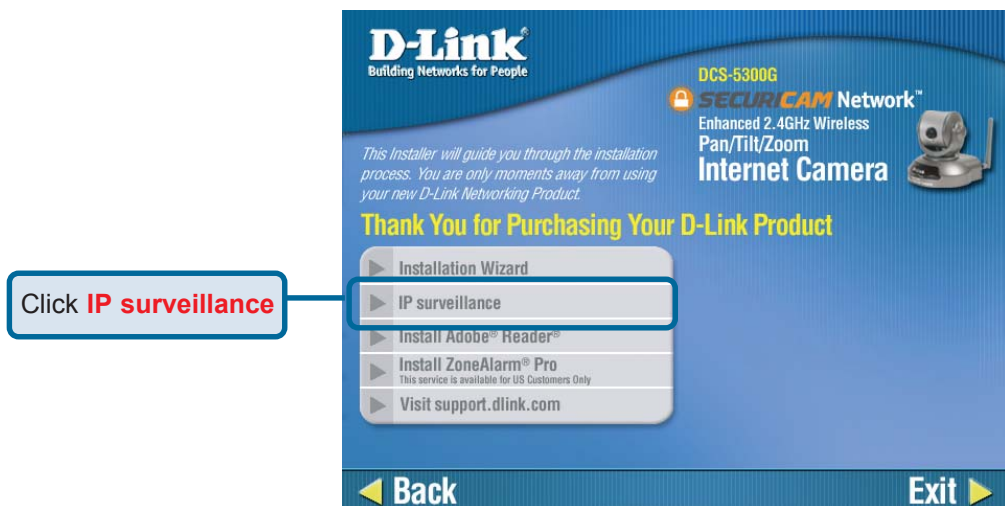 D-Link®
Building Networks for People
DCS-5300G
SECURICAM Network™
Enhanced 2.4GHz Wireless
Pan/Tilt/Zoom
Internet Camera
This Installer will guide you through the installation
process. You are only moments away from using
your new D-Link Networking Product.
Thank You for Purchasing Your D-Link Product
Installation Wizard
Click IP surveillance
IP surveillance
Install Adobe® Reader®
Install ZoneAlarm® Pro
This service is available for US Customers Only
Visit support.dlink.com
Back
Exit